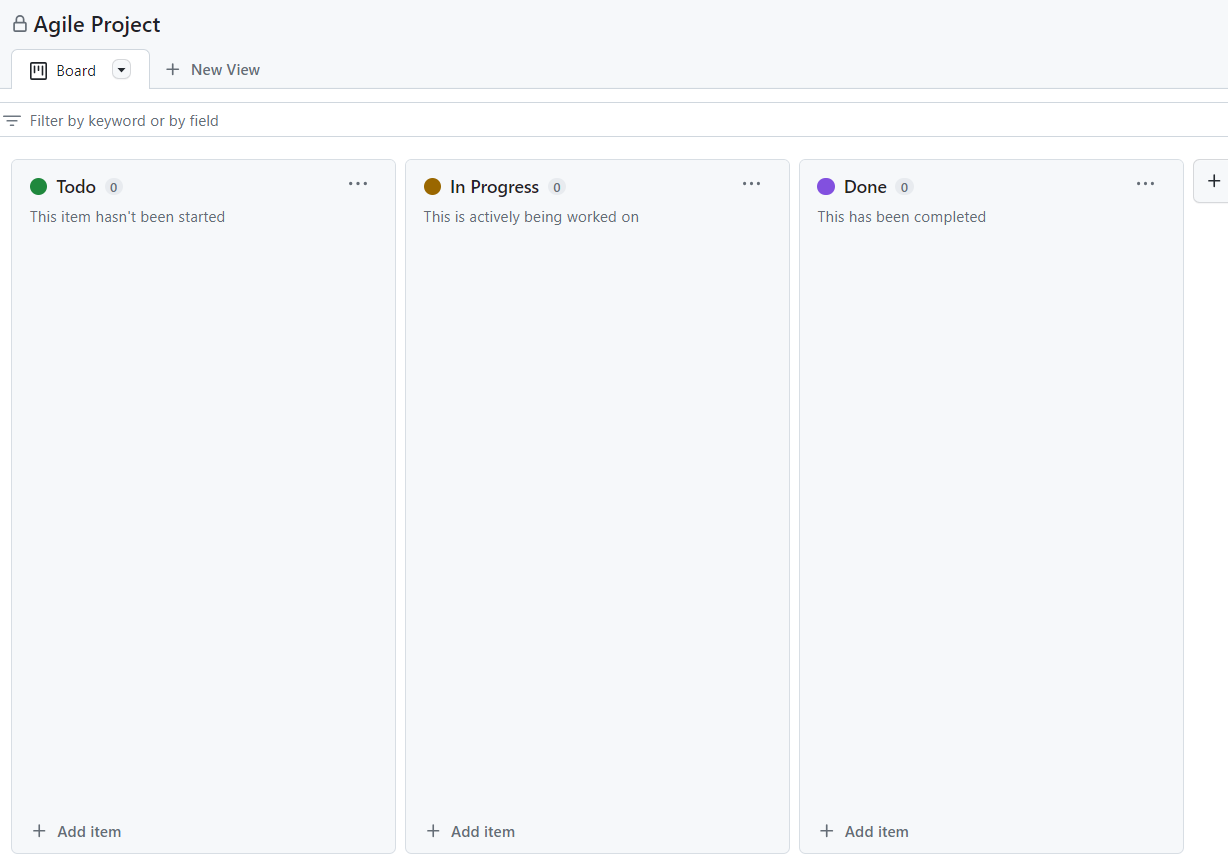 Agile Project
Board
New View
Filter by keyword or by field
Todo 0
This item hasn't been started
In Progress 0
This is actively being worked on
Done 0
This has been completed
Add item
Add item
Add item